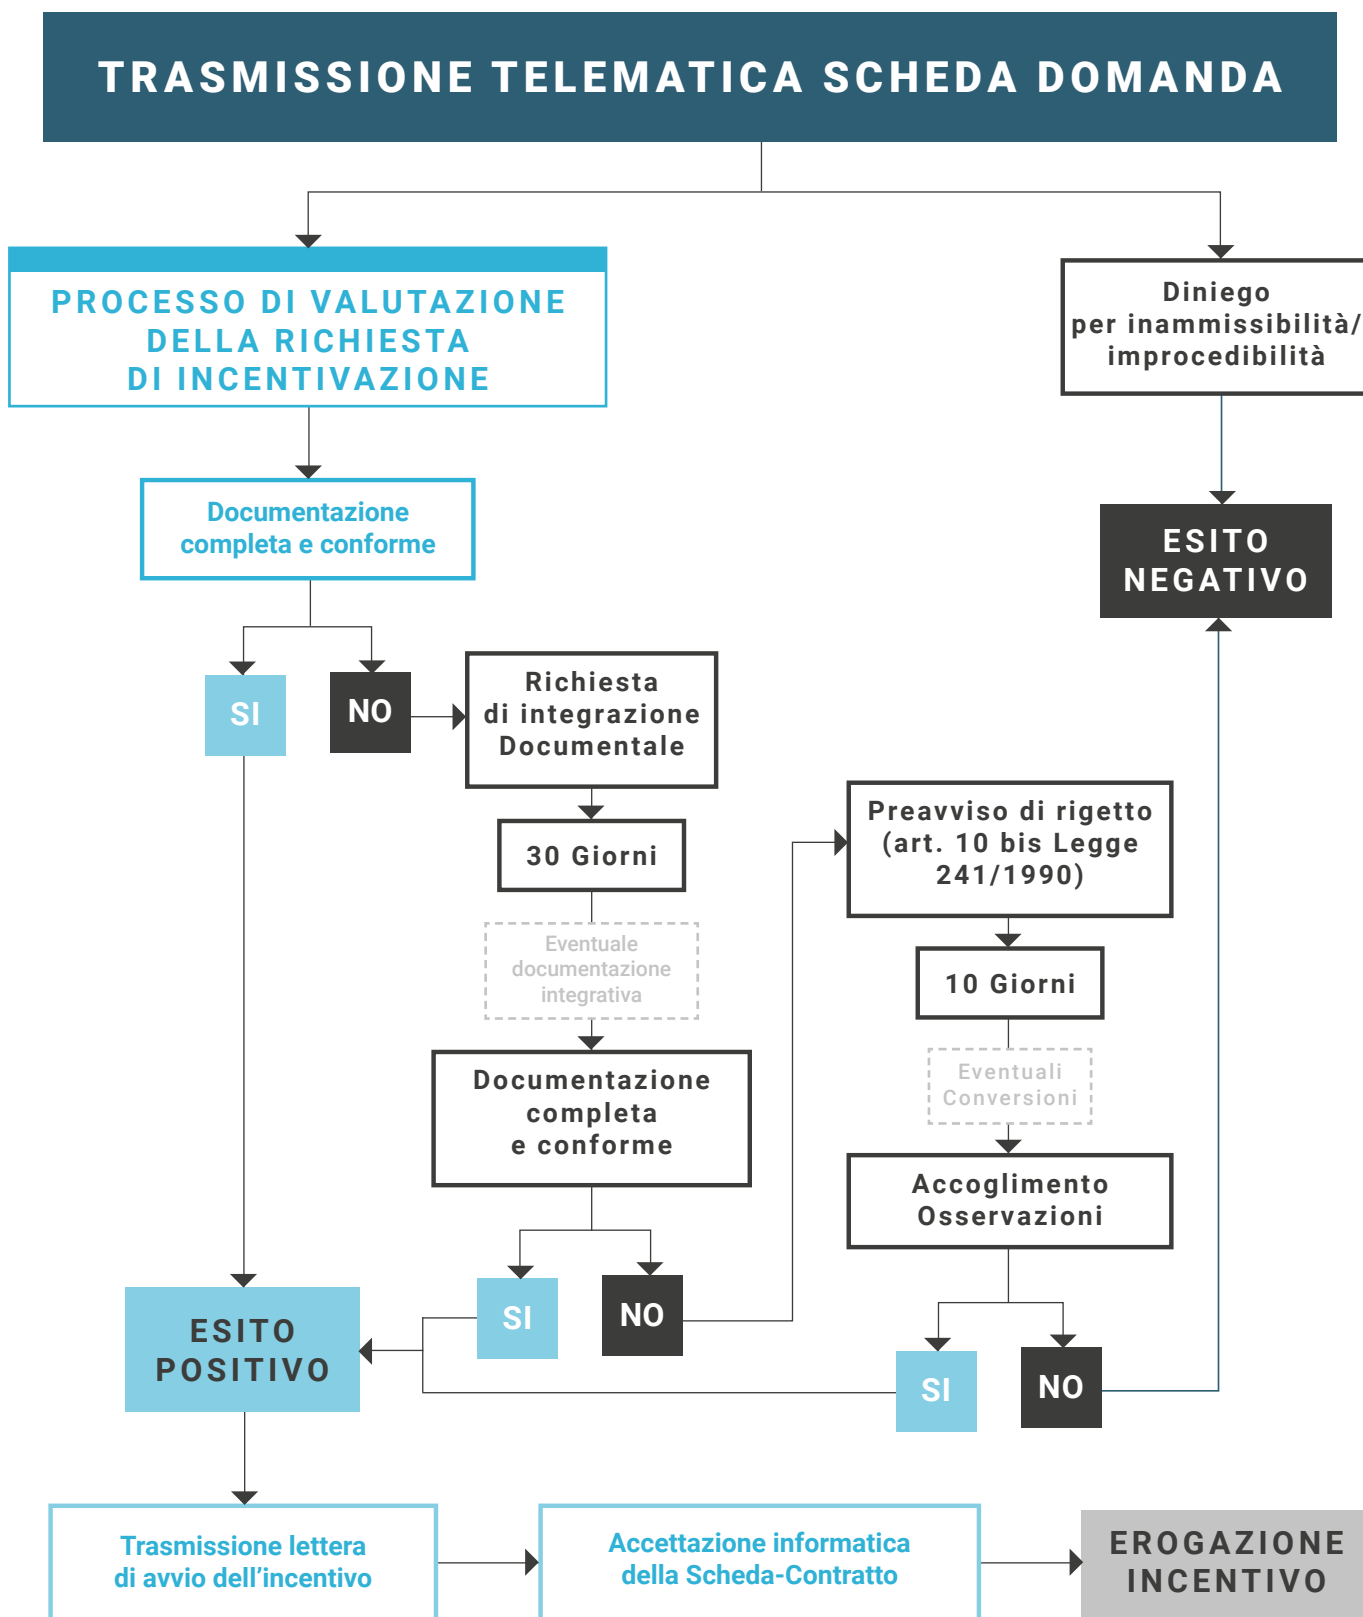 TRASMISSIONE TELEMATICA SCHEDA DOMANDA
PROCESSO DI VALUTAZIONE
DELLA RICHIESTA
DI INCENTIVAZIONE
Diniego
per inammissibilità/
improcedibilità
Documentazione
completa e conforme
ESITO
NEGATIVO
SI
NO
Richiesta
di integrazione
Documentale
30 Giorni
Eventuale
documentazione
integrativa
Documentazione
completa
e conforme
Preavviso di rigetto
(art. 10 bis Legge
241/1990)
10 Giorni
Eventuali
Conversioni
Accoglimento
Osservazioni
SI
NO
SI
NO
ESITO
POSITIVO
Trasmissione lettera
di avvio dell’incentivo
Accettazione informatica
della Scheda-Contratto
EROGAZIONE
INCENTIVO